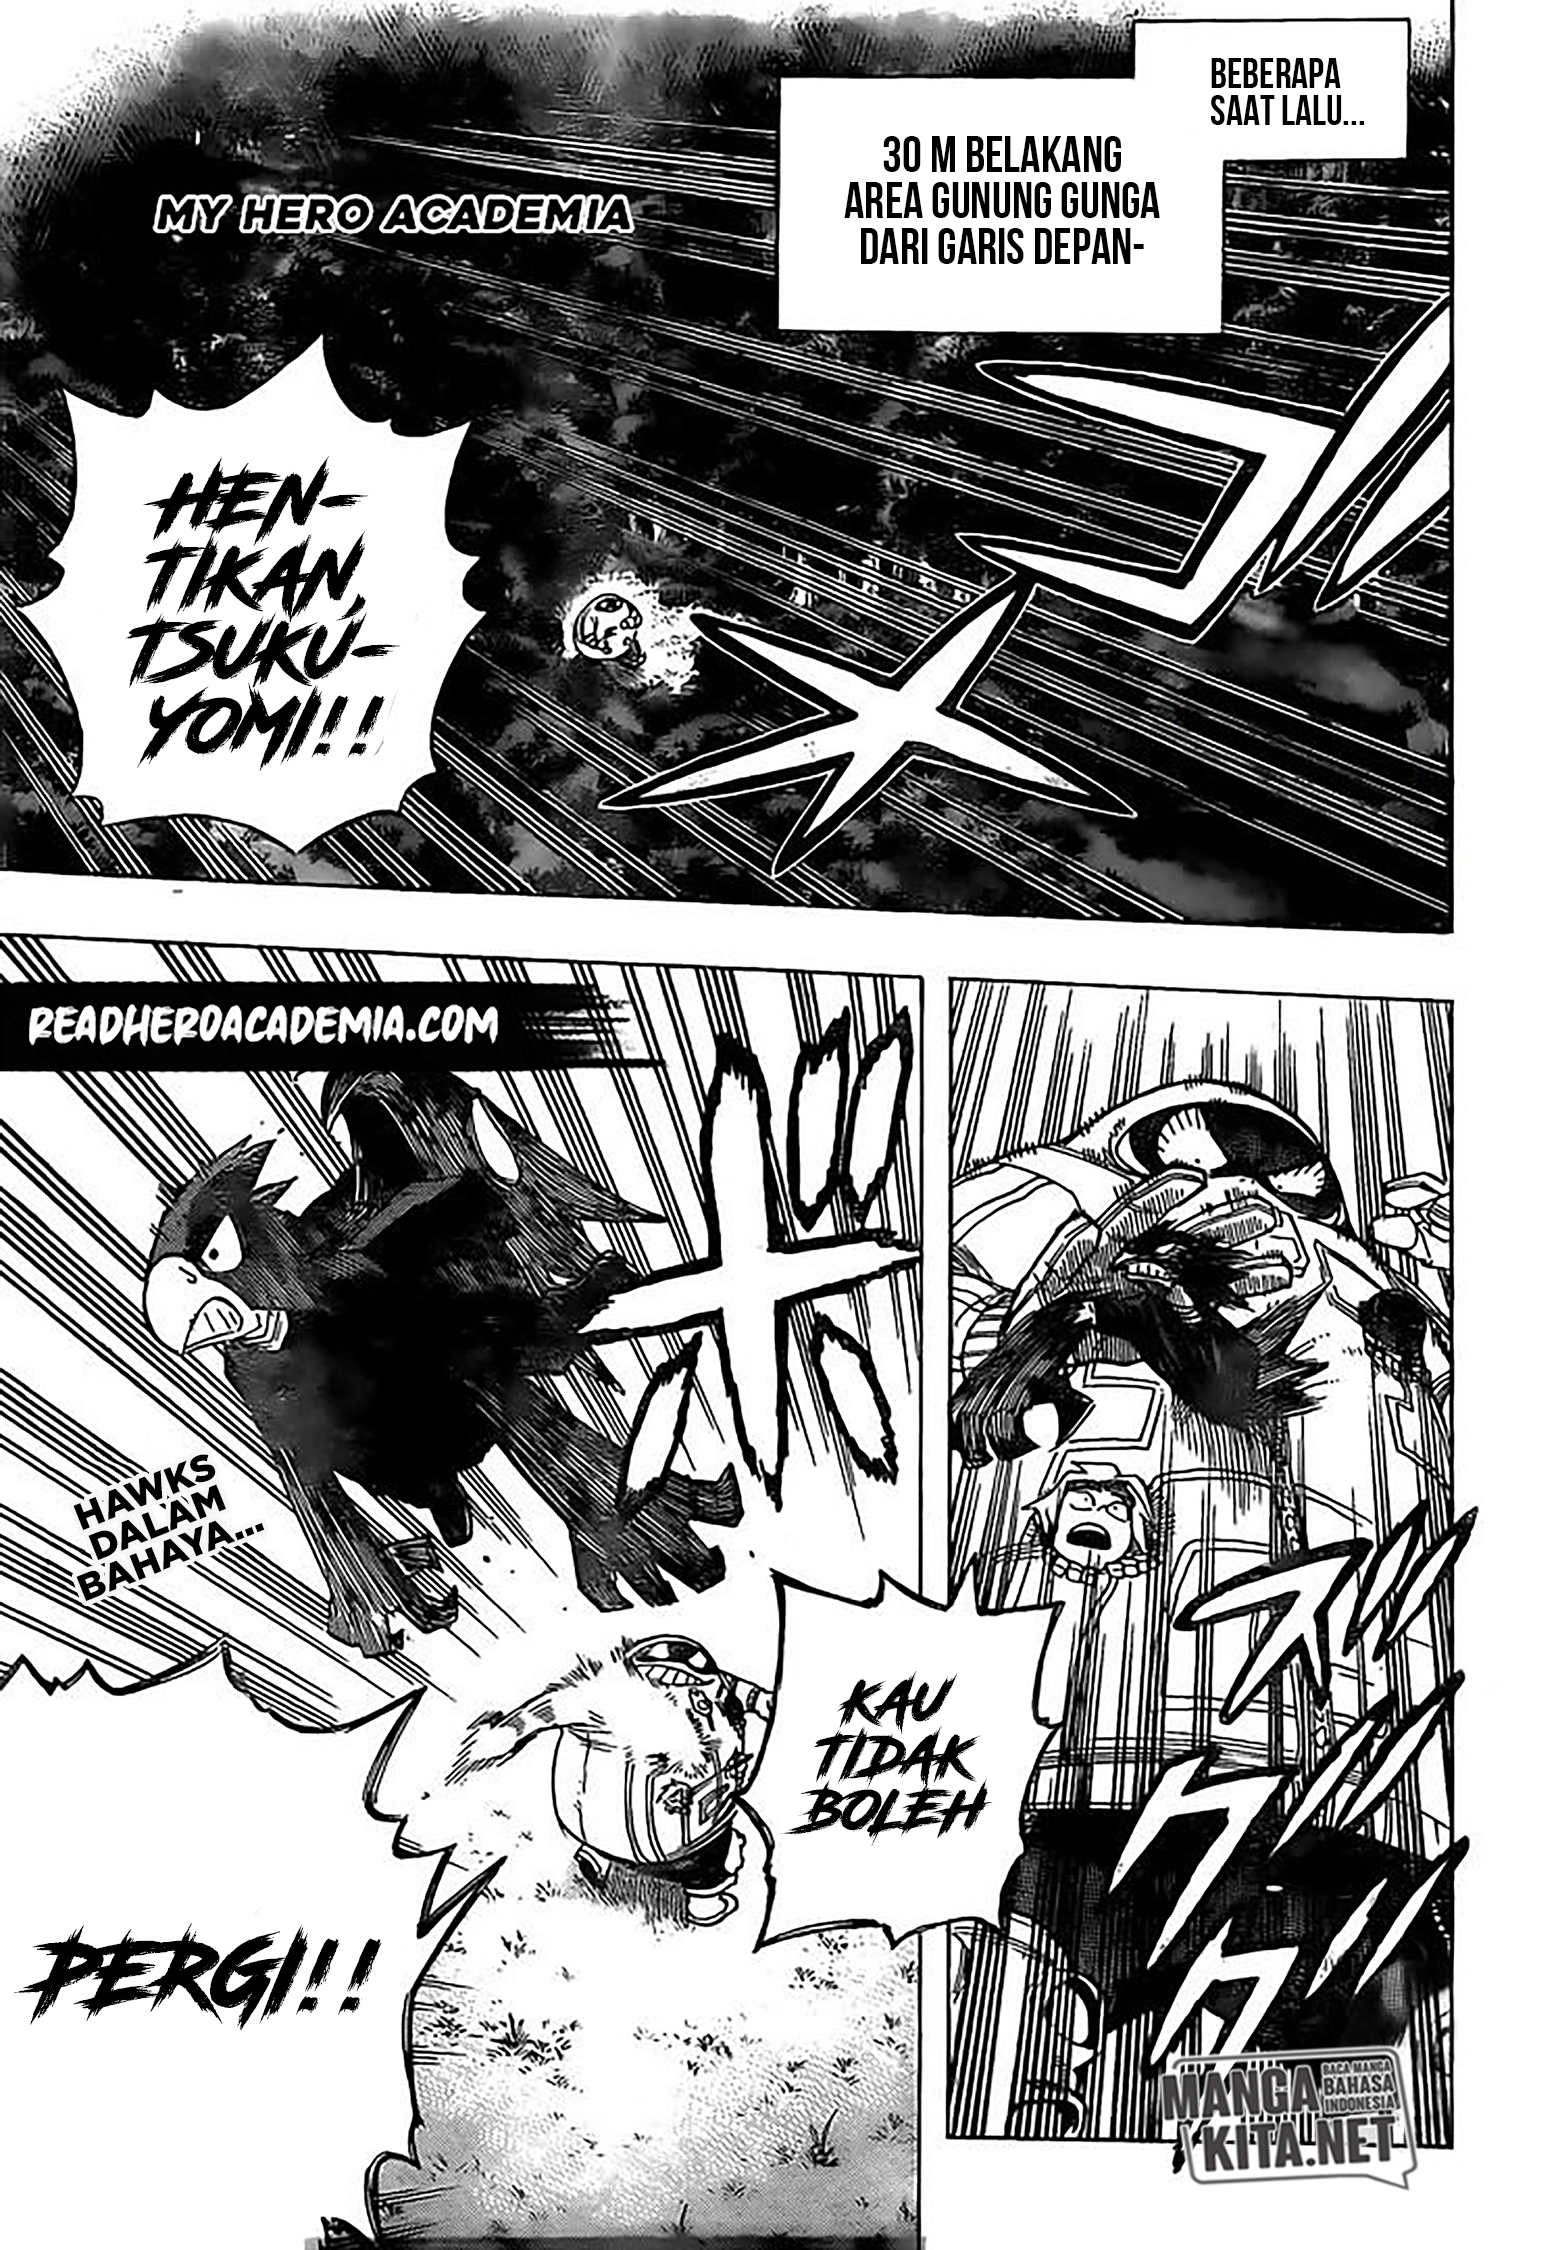 BEBERAPA
SAAT LALU...
30 M BELAKANG
AREA GUNUNG GUNGA
DARI GARIS DEPAN-
MY HERO ACADEMIA
HEN-
TIKAN,
TSUKU-
YOMI!!
READHEROACADEMIA.COM
HAWKS
DALAM
BAHAYA...
KAU
TIDAK
BOLEH
PERGI!!
MANGA
KITA.NET
BACA MANGA
BAHASA
INDONESIA